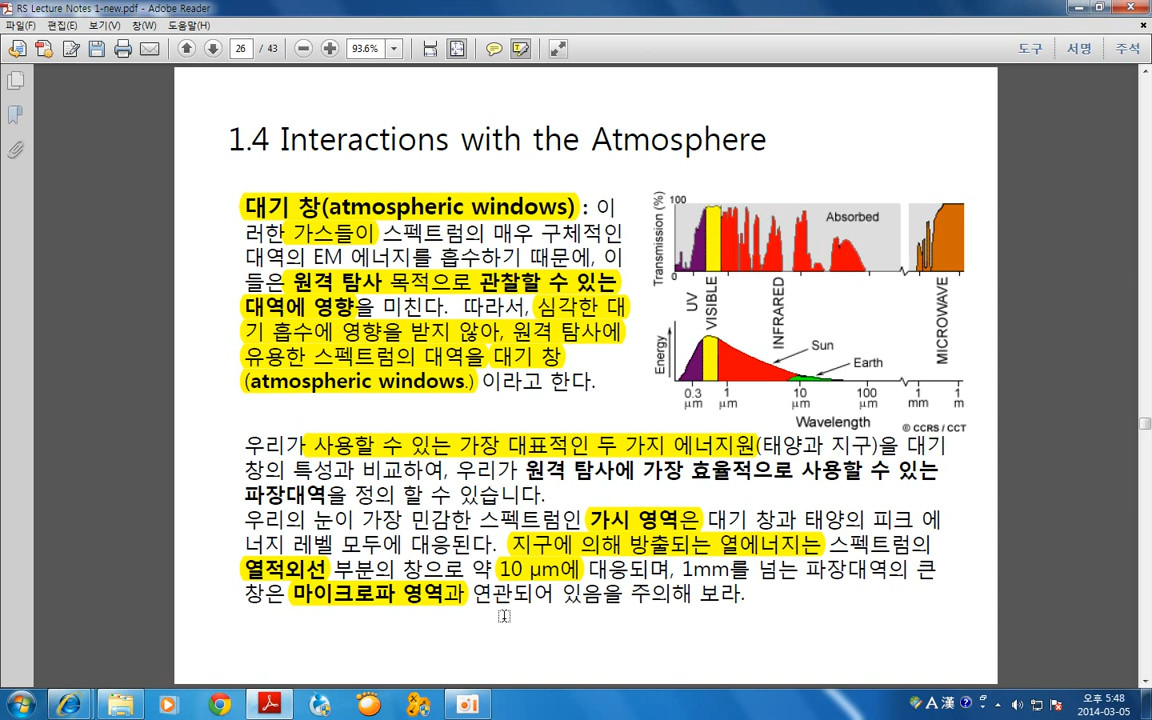 RS Lecture Notes 1-new.pdf - Adobe Reader
파일(F) 편집(E) 보기(V) 창(W) 도움말(H)
26 / 43 93.6% 도구 서명 주석
1.4 Interactions with the Atmosphere
대기 창(atmospheric windows) : 이
러한 가스들이 스펙트럼의 매우 구체적인
대역의 EM 에너지를 흡수하기 때문에, 이
들은 원격 탐사 목적으로 관찰할 수 있는
대역에 영향을 미친다. 따라서, 심각한 대
기 흡수에 영향을 받지 않아, 원격 탐사에
유용한 스펙트럼의 대역을 대기 창
(atmospheric windows.) 이라고 한다.
Transmission (%)
100
0
Absorbed
UV
VISIBLE
INFRARED
MICROWAVE
Energy
Sun
Earth
0.3 1 10 100 1 1
μm μm μm μm mm m
Wavelength
© CCRS / CCT
우리가 사용할 수 있는 가장 대표적인 두 가지 에너지원(태양과 지구)을 대기
창의 특성과 비교하여, 우리가 원격 탐사에 가장 효율적으로 사용할 수 있는
파장대역을 정의 할 수 있습니다.
우리의 눈이 가장 민감한 스펙트럼인 가시 영역은 대기 창과 태양의 피크 에
너지 레벨 모두에 대응된다. 지구에 의해 방출되는 열에너지는 스펙트럼의
열적외선 부분의 창으로 약 10 μm에 대응되며, 1mm를 넘는 파장대역의 큰
창은 마이크로파 영역과 연관되어 있음을 주의해 보라.
A 漢
오후 5:48
2014-03-05